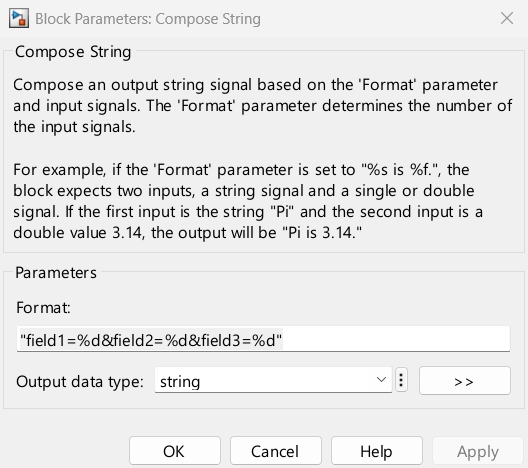 Block Parameters: Compose String
Compose String
Compose an output string signal based on the 'Format' parameter
and input signals. The 'Format' parameter determines the number of
the input signals.
For example, if the 'Format' parameter is set to "%s is %f.", the
block expects two inputs, a string signal and a single or double
signal. If the first input is the string "Pi" and the second input is a
double value 3.14, the output will be "Pi is 3.14."
Parameters
Format:
"field1=%d&field2=%d&field3=%d"
Output data type: string >>
OK Cancel Help Apply